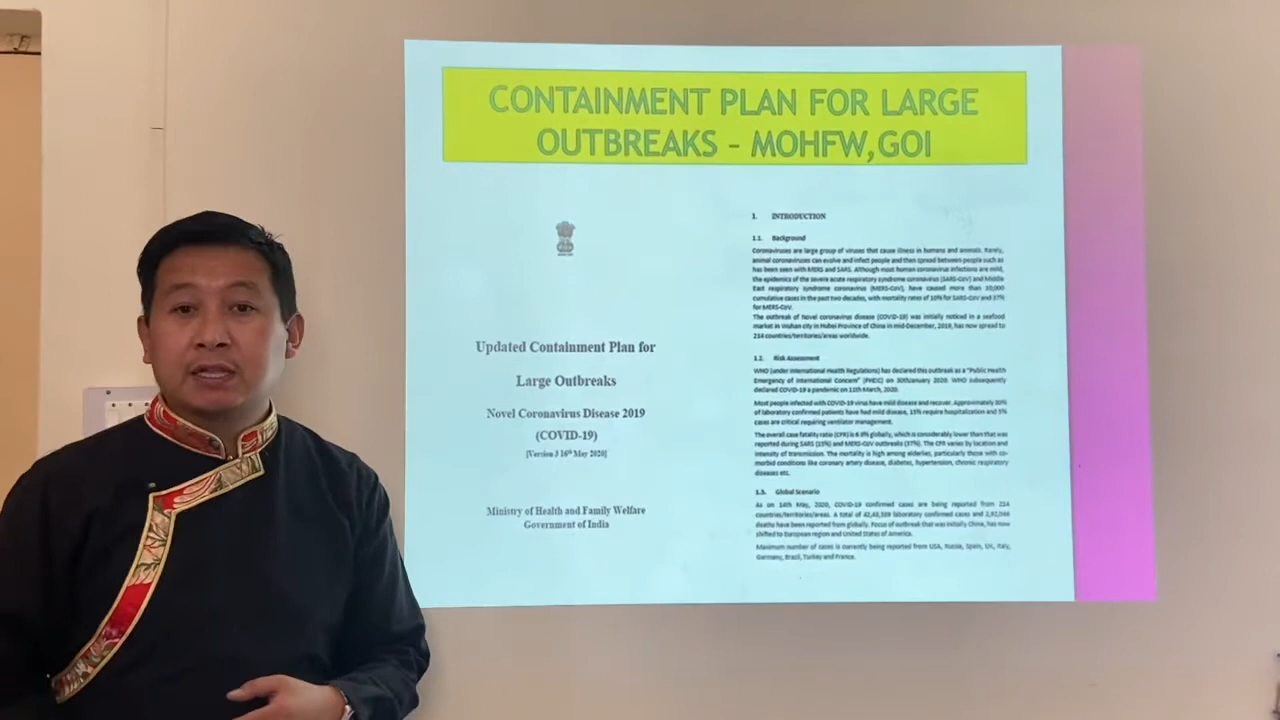 CONTAINMENT PLAN FOR LARGE
OUTBREAKS - MOHFW,GOI
Updated Containment Plan for
Large Outbreaks
Novel Coronavirus Disease 2019
(COVID-19)
[Version 3 16th May 2020]
Ministry of Health and Family Welfare
Government of India
1. INTRODUCTION
1.1. Background
Coronaviruses are large group of viruses that cause illness in humans and animals. Rarely,
animal coronaviruses can evolve and infect people and then spread between people such as
has been seen with MERS and SARS. Although most human coronavirus infections are mild,
the epidemics of the severe acute respiratory syndrome coronavirus (SARS-CoV) and Middle
East respiratory syndrome coronavirus (MERS-CoV), have caused more than 10,000
cumulative cases in the past two decades, with mortality rates of 10% for SARS-CoV and 37%
for MERS-CoV.
The outbreak of Novel coronavirus disease (COVID-19) was initially noticed in a seafood
market in Wuhan city in Hubei Province of China in mid-December, 2019, has now spread to
214 countries/territories/areas worldwide.
1.2. Risk Assessment
WHO (under International Health Regulations) has declared this outbreak as a "Public Health
Emergency of International Concern" (PHEIC) on 30th January 2020. WHO subsequently
declared COVID-19 a pandemic on 11th March, 2020.
Most people infected with COVID-19 virus have mild disease and recover. Approximately 80%
of laboratory confirmed patients have had mild disease, 15% require hospitalization and 5%
cases are critical requiring ventilator management.
The overall case fatality ratio (CFR) is globally, which is considerably lower than that was
reported during SARS (15%) and MERS-CoV outbreaks (37%). The CFR varies by location and
intensity of transmission. The mortality is high among elderlies, particularly those with co-
morbid conditions like coronary artery disease, diabetes, hypertension, chronic respiratory
diseases etc.
1.3. Global Scenario
As on 14th May, 2020, COVID-19 confirmed cases are being reported from 214
countries/territories/areas. A total of laboratory confirmed cases and
deaths have been reported from globally. Focus of outbreak that was initially China, has now
shifted to European region and United States of America.
Maximum number of cases is currently being reported from USA, Russia, Spain, UK, Italy,
Germany, Brazil, Turkey and France.